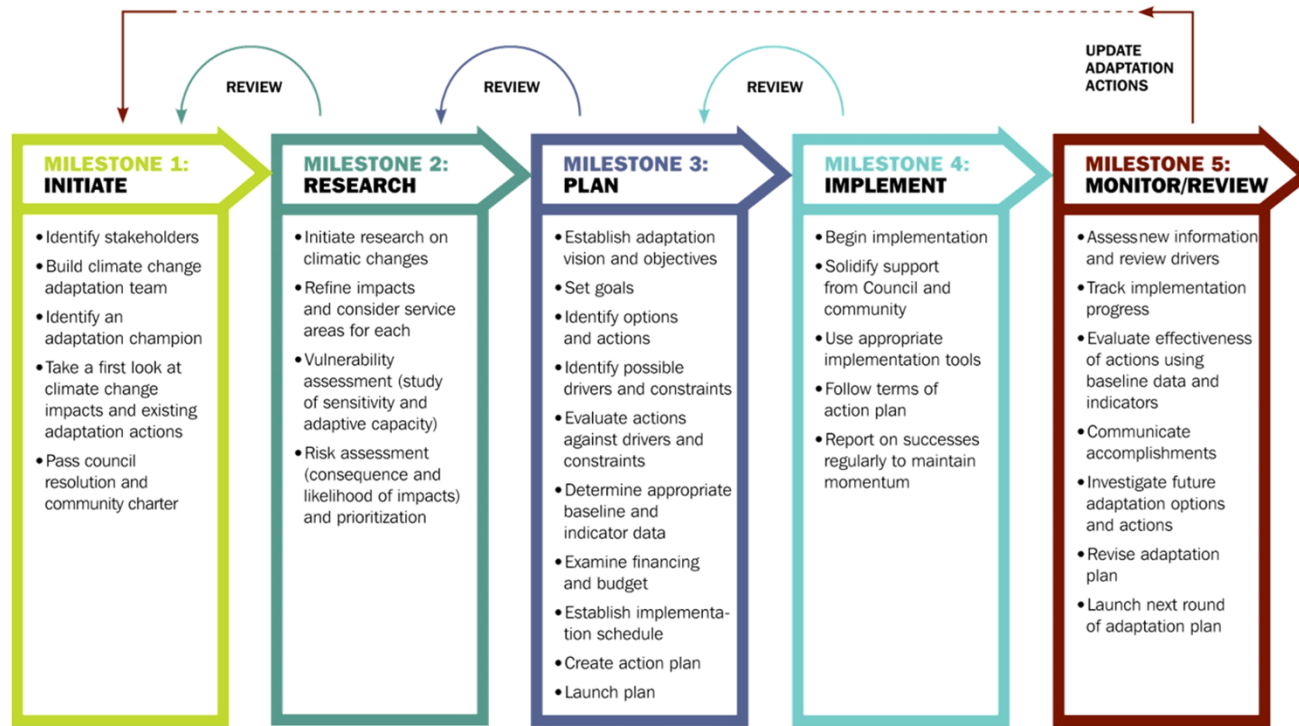 UPDATE
ADAPTATION
ACTIONS
REVIEW
REVIEW
REVIEW
MILESTONE 1:
INITIATE
• Identify stakeholders
• Build climate change
adaptation team
• Identify an
adaptation champion
• Take a first look at
climate change
impacts and existing
adaptation actions
• Pass council
resolution and
community charter
MILESTONE 2:
RESEARCH
• Initiate research on
climatic changes
• Refine impacts
and consider service
areas for each
• Vulnerability
assessment (study
of sensitivity and
adaptive capacity)
• Risk assessment
(consequence and
likelihood of impacts)
and prioritization
MILESTONE 3:
PLAN
• Establish adaptation
vision and objectives
• Set goals
• Identify options
and actions
• Identify possible
drivers and constraints
• Evaluate actions
against drivers and
constraints
• Determine appropriate
baseline and
indicator data
• Examine financing
and budget
• Establish implementa-
tion schedule
• Create action plan
• Launch plan
MILESTONE 4:
IMPLEMENT
• Begin implementation
• Solidify support
from Council and
community
• Use appropriate
implementation tools
• Follow terms of
action plan
• Report on successes
regularly to maintain
momentum
MILESTONE 5:
MONITOR/REVIEW
• Assess new information
and review drivers
• Track implementation
progress
• Evaluate effectiveness
of actions using
baseline data and
indicators
• Communicate
accomplishments
• Investigate future
adaptation options
and actions
• Revise adaptation
plan
• Launch next round
of adaptation plan